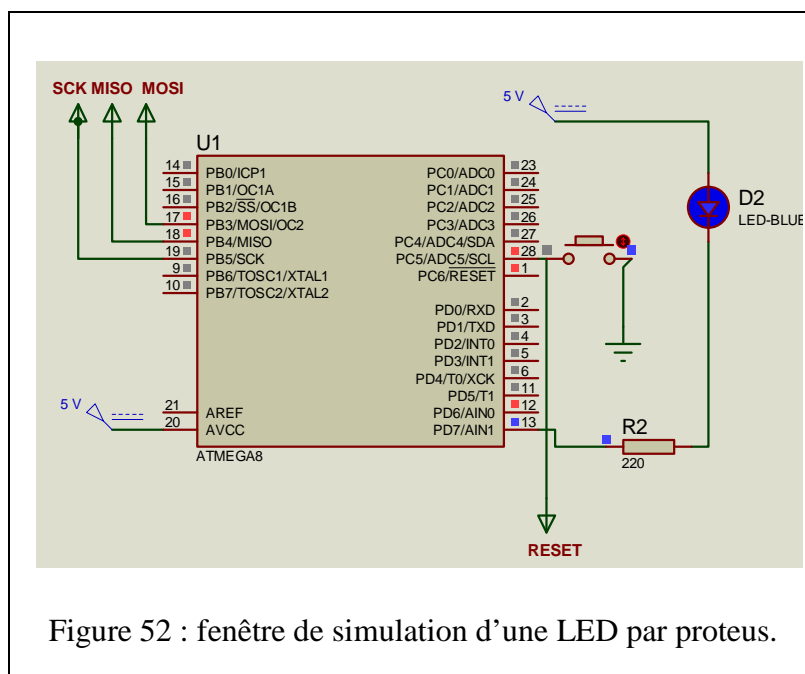 SCK MISO MOSI
5 V
U1
14 PB0/ICP1 PC0/ADC0 23
15 PB1/OC1A PC1/ADC1 24
16 PB2/SS/OC1B PC2/ADC2 25
17 PB3/MOSI/OC2 PC3/ADC3 26
18 PB4/MISO PC4/ADC4/SDA 27
19 PB5/SCK PC5/ADC5/SCL 28
9 PB6/TOSC1/XTAL1 PC6/RESET 1
10 PB7/TOSC2/XTAL2
PD0/RXD 2
PD1/TXD 3
PD2/INT0 4
PD3/INT1 5
PD4/T0/XCK 6
PD5/T1 11
21 AREF PD6/AIN0 12
20 AVCC PD7/AIN1 13
5 V
ATMEGA8
D2
LED-BLUE
R2
220
RESET
Figure 52 : fenêtre de simulation d’une LED par proteus.